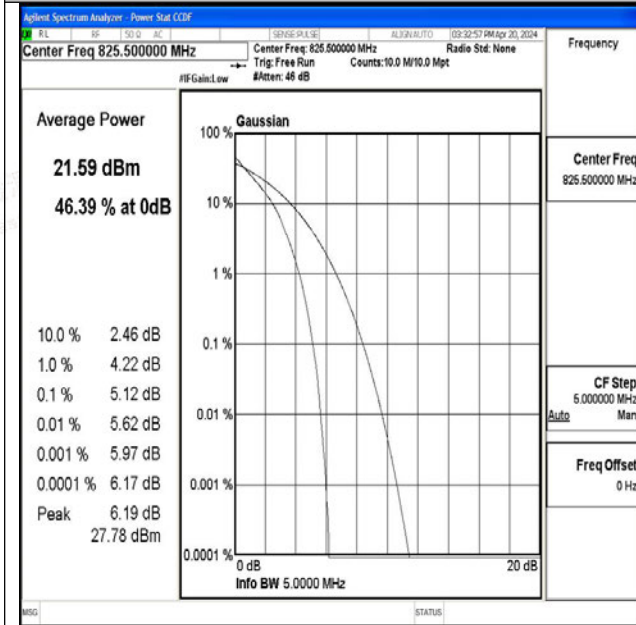 Agilent Spectrum Analyzer - Power Stat CCDF
RL RF 50 Ω AC SENSE:PULSE ALIGNAUTO 03:32:57 PM Apr 20, 2024
Center Freq 825.500000 MHz
Center Freq: 825.500000 MHz Radio Std: None
Trig: Free Run Counts:10.0 M/10.0 Mpt
#IFGain:Low #Atten: 46 dB
Frequency
Average Power
21.59 dBm
46.39 % at 0dB
10.0 % 2.46 dB
1.0 % 4.22 dB
0.1 % 5.12 dB
0.01 % 5.62 dB
0.001 % 5.97 dB
0.0001 % 6.17 dB
Peak 6.19 dB
27.78 dBm
Gaussian
100 %
10 %
1 %
0.1 %
0.01 %
0.001 %
0.0001 %
0 dB 20 dB
Info BW 5.0000 MHz
Center Freq
825.500000 MHz
CF Step
5.000000 MHz
Auto Man
Freq Offset
0 Hz
MSG STATUS